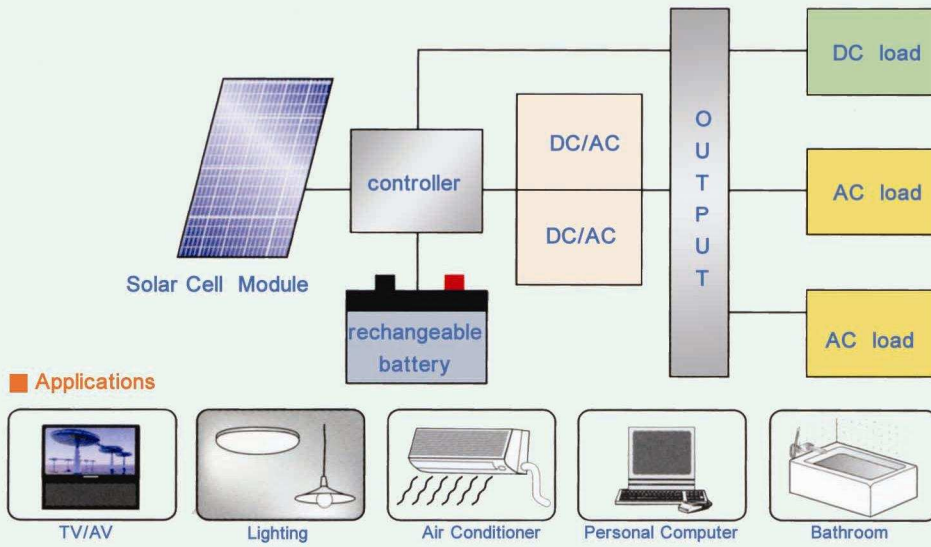 DC load
DC/AC
controller
OUTPUT
AC load
DC/AC
Solar Cell Module
rechangeable
battery
AC load
Applications
TV/AV
Lighting
Air Conditioner
Personal Computer
Bathroom